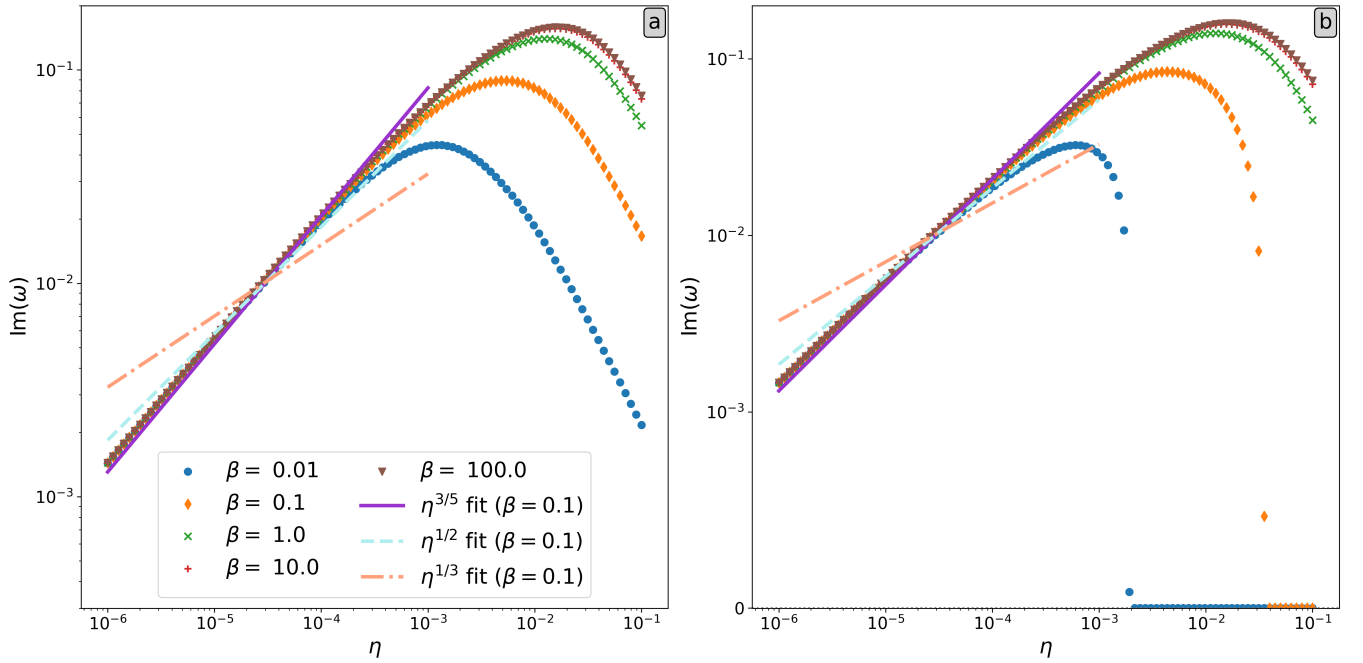 a
Im(ω)
10⁻¹
10⁻²
10⁻³
β = 0.01
β = 0.1
β = 1.0
β = 10.0
β = 100.0
η^{3/5} fit (β = 0.1)
η^{1/2} fit (β = 0.1)
η^{1/3} fit (β = 0.1)
10⁻⁶
10⁻⁵
10⁻⁴
10⁻³
10⁻²
10⁻¹
η
b
Im(ω)
10⁻¹
10⁻²
10⁻³
0
10⁻⁶
10⁻⁵
10⁻⁴
10⁻³
10⁻²
10⁻¹
η